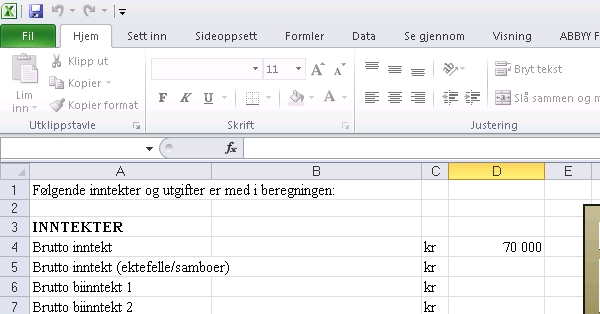 Fil Hjem Sett inn Sideoppsett Formler Data Se gjennom Visning ABBYY F
Klipp ut
Kopier
Kopier format
Lim
inn
11
A A
F K U A
Bryt tekst
Slå sammen og m
Utklippstavle Skrift Justering
fx
A B C D E
1 Følgende inntekter og utgifter er med i beregningen:
2
3 INNTEKTER
4 Brutto inntekt kr 70 000
5 Brutto inntekt (ektefelle/samboer) kr
6 Brutto biinntekt 1 kr
7 Brutto biinntekt 2 kr